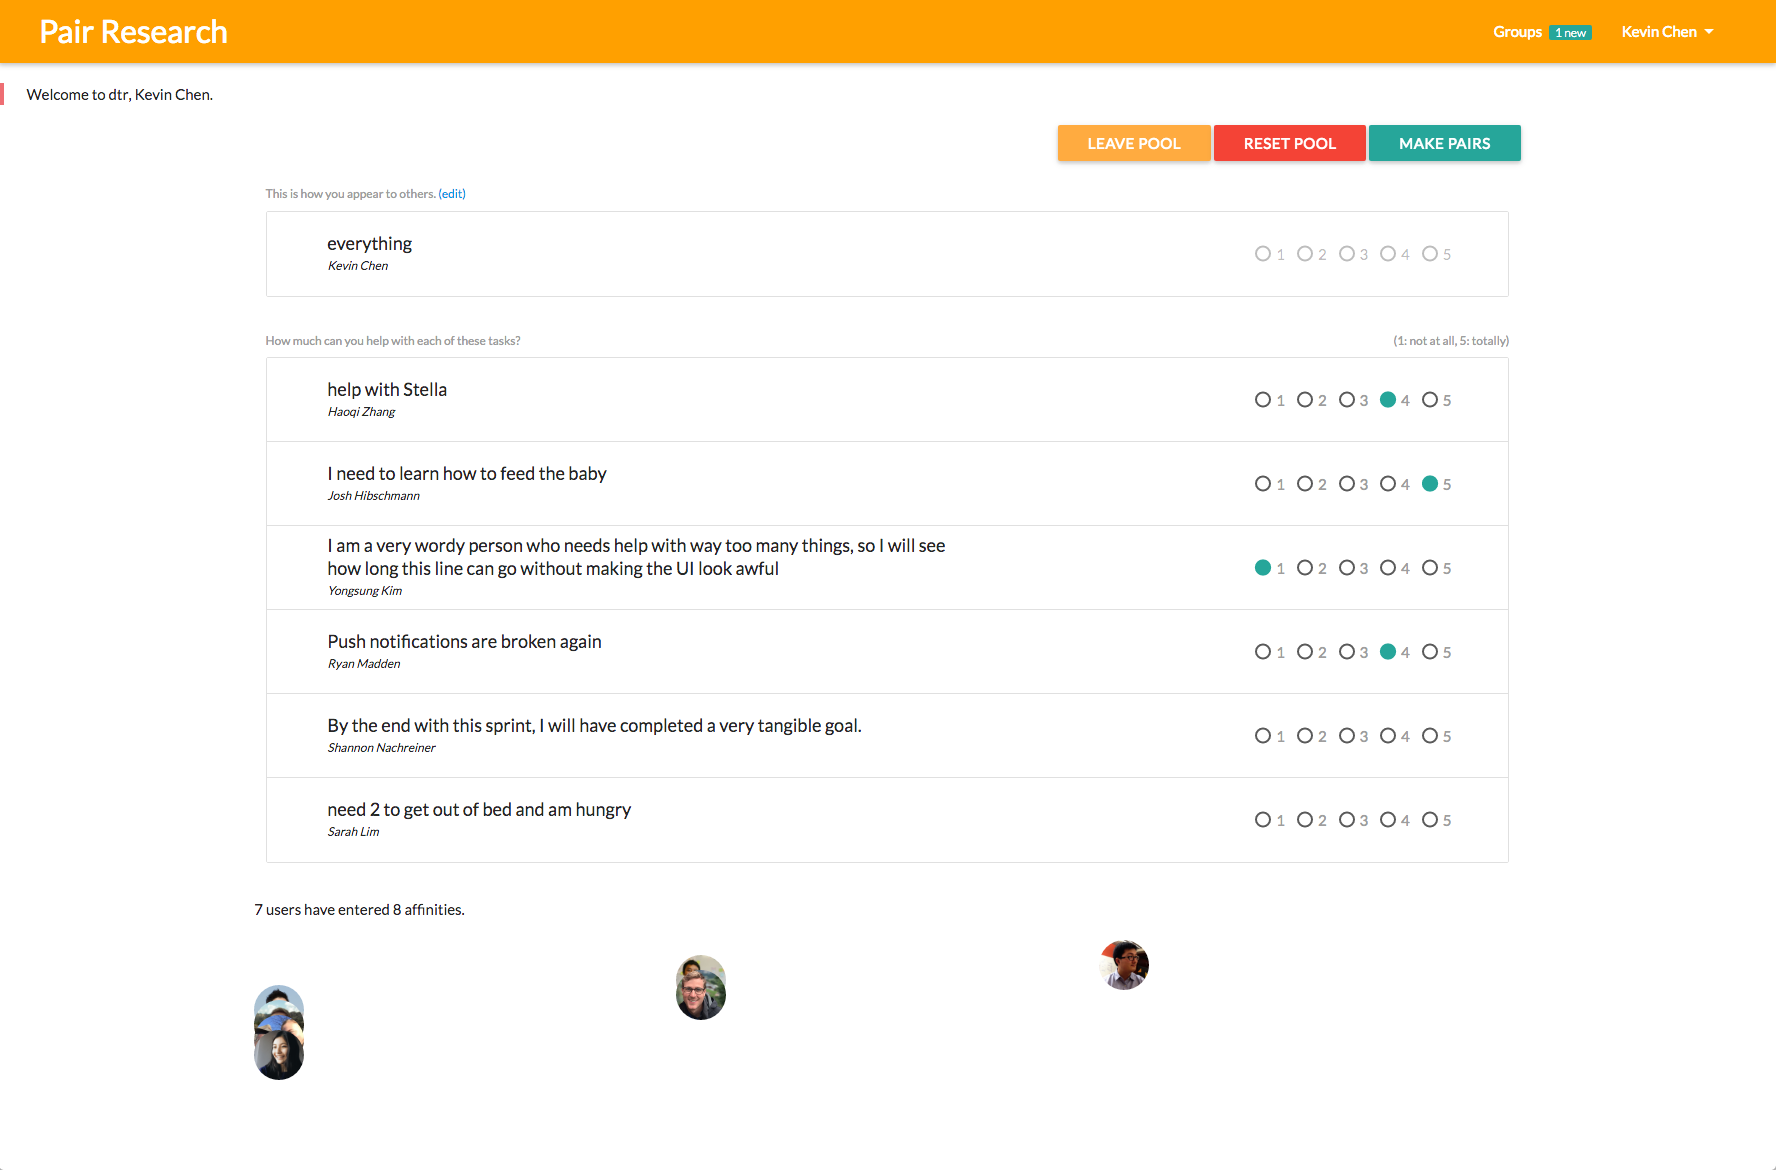 Pair Research
Groups 1 new Kevin Chen
Welcome to dtr, Kevin Chen.
LEAVE POOL RESET POOL MAKE PAIRS
This is how you appear to others. (edit)
everything
Kevin Chen
1 2 3 4 5
How much can you help with each of these tasks? (1: not at all, 5: totally)
help with Stella
Haoqi Zhang
1 2 3 4 5
I need to learn how to feed the baby
Josh Hibschmann
1 2 3 4 5
I am a very wordy person who needs help with way too many things, so I will see
how long this line can go without making the UI look awful
Yongsung Kim
1 2 3 4 5
Push notifications are broken again
Ryan Madden
1 2 3 4 5
By the end with this sprint, I will have completed a very tangible goal.
Shannon Nachreiner
1 2 3 4 5
need 2 to get out of bed and am hungry
Sarah Lim
1 2 3 4 5
7 users have entered 8 affinities.